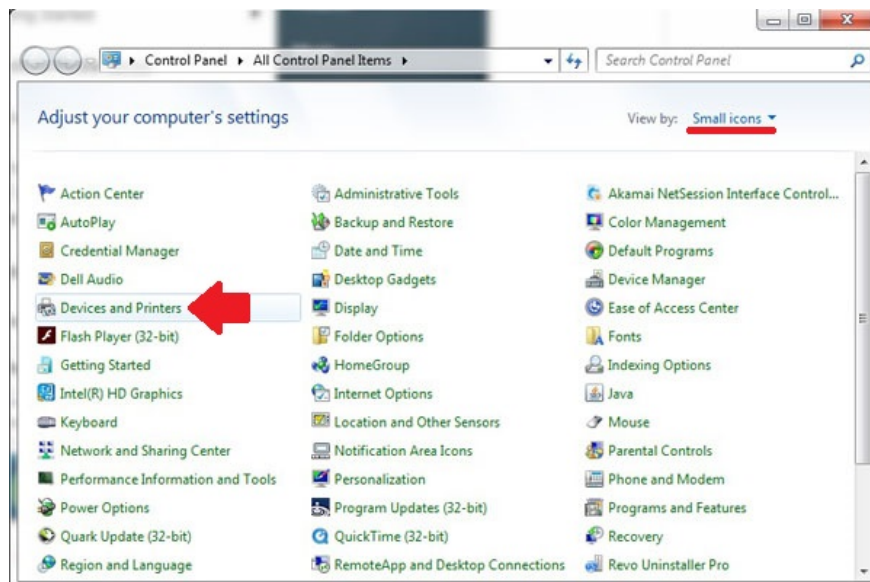 Control Panel All Control Panel Items Search Control Panel
Adjust your computer's settings View by: Small icons
Action Center Administrative Tools Akamai NetSession Interface Control...
AutoPlay Backup and Restore Color Management
Credential Manager Date and Time Default Programs
Dell Audio Desktop Gadgets Device Manager
Devices and Printers Display Ease of Access Center
Flash Player (32-bit) Folder Options Fonts
Getting Started HomeGroup Indexing Options
Intel(R) HD Graphics Internet Options Java
Keyboard Location and Other Sensors Mouse
Network and Sharing Center Notification Area Icons Parental Controls
Performance Information and Tools Personalization Phone and Modem
Power Options Program Updates (32-bit) Programs and Features
Quark Update (32-bit) QuickTime (32-bit) Recovery
Region and Language RemoteApp and Desktop Connections Revo Uninstaller Pro